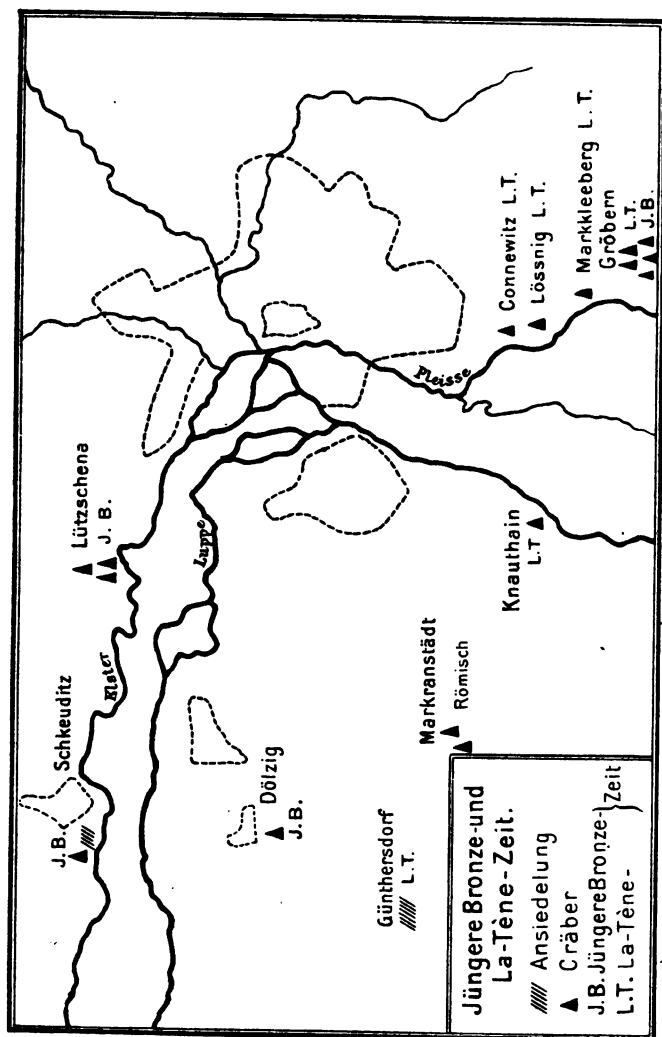 Schkeuditz
J.B.
Elster
Lützschena
J. B.
Luppe
Dölzig
J.B.
Günthersdorf
L.T.
Markranstädt
Römisch
Knauthain
L.T
Pleisse
Connewitz L.T.
Lössnig L.T.
Markkleeberg L.T.
Gröbern
L.T.
J.B.
Jüngere Bronze-und
La-Tène-Zeit.
Ansiedelung
Cräber
J.B. Jüngere Bronze- } Zeit
L.T. La-Tène-